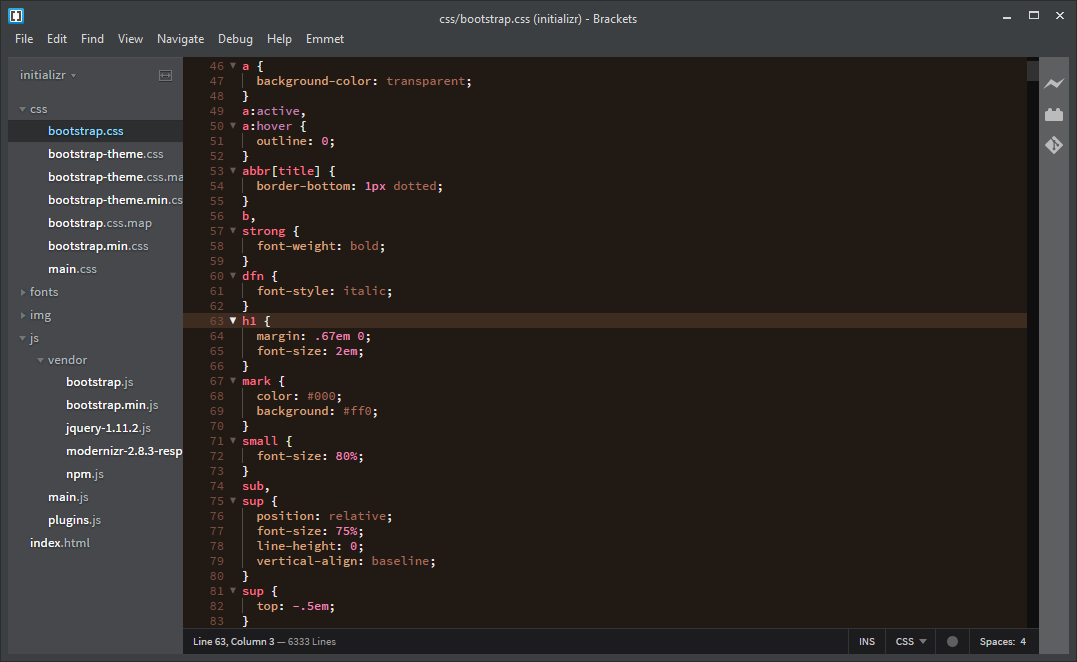 css/bootstrap.css (initializr) - Brackets
File Edit Find View Navigate Debug Help Emmet
initializr
css
bootstrap.css
bootstrap-theme.css
bootstrap-theme.css.ma
bootstrap-theme.min.cs
bootstrap.css.map
bootstrap.min.css
main.css
fonts
img
js
vendor
bootstrap.js
bootstrap.min.js
jquery-1.11.2.js
modernizr-2.8.3-resp
npm.js
main.js
plugins.js
index.html
46 a {
47 background-color: transparent;
48 }
49 a:active,
50 a:hover {
51 outline: 0;
52 }
53 abbr[title] {
54 border-bottom: 1px dotted;
55 }
56 b,
57 strong {
58 font-weight: bold;
59 }
60 dfn {
61 font-style: italic;
62 }
63 h1 {
64 margin: .67em 0;
65 font-size: 2em;
66 }
67 mark {
68 color: #000;
69 background: #ff0;
70 }
71 small {
72 font-size: 80%;
73 }
74 sub,
75 sup {
76 position: relative;
77 font-size: 75%;
78 line-height: 0;
79 vertical-align: baseline;
80 }
81 sup {
82 top: -.5em;
83 }
Line 63, Column 3 — 6333 Lines
INS CSS Spaces: 4